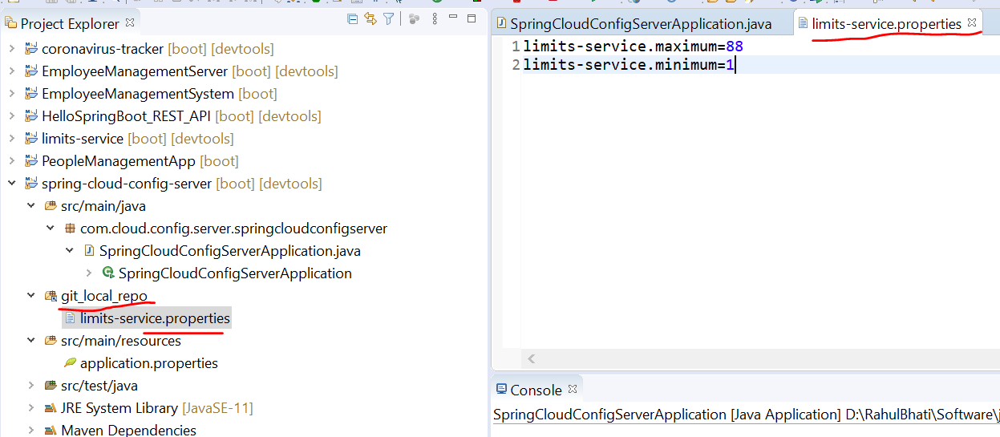 Project Explorer
coronavirus-tracker [boot] [devtools]
EmployeeManagementServer [boot] [devtools]
EmployeeManagementSystem [boot]
HelloSpringBoot_REST_API [boot] [devtools]
limits-service [boot] [devtools]
PeopleManagementApp [boot]
spring-cloud-config-server [boot] [devtools]
src/main/java
com.cloud.config.server.springcloudconfigserver
SpringCloudConfigServerApplication.java
SpringCloudConfigServerApplication
git_local_repo
limits-service.properties
src/main/resources
application.properties
src/test/java
JRE System Library [JavaSE-11]
Maven Dependencies
SpringCloudConfigServerApplication.java
limits-service.properties
1 limits-service.maximum=88
2 limits-service.minimum=1
Console
SpringCloudConfigServerApplication [Java Application] D:\RahulBhati\Software\j